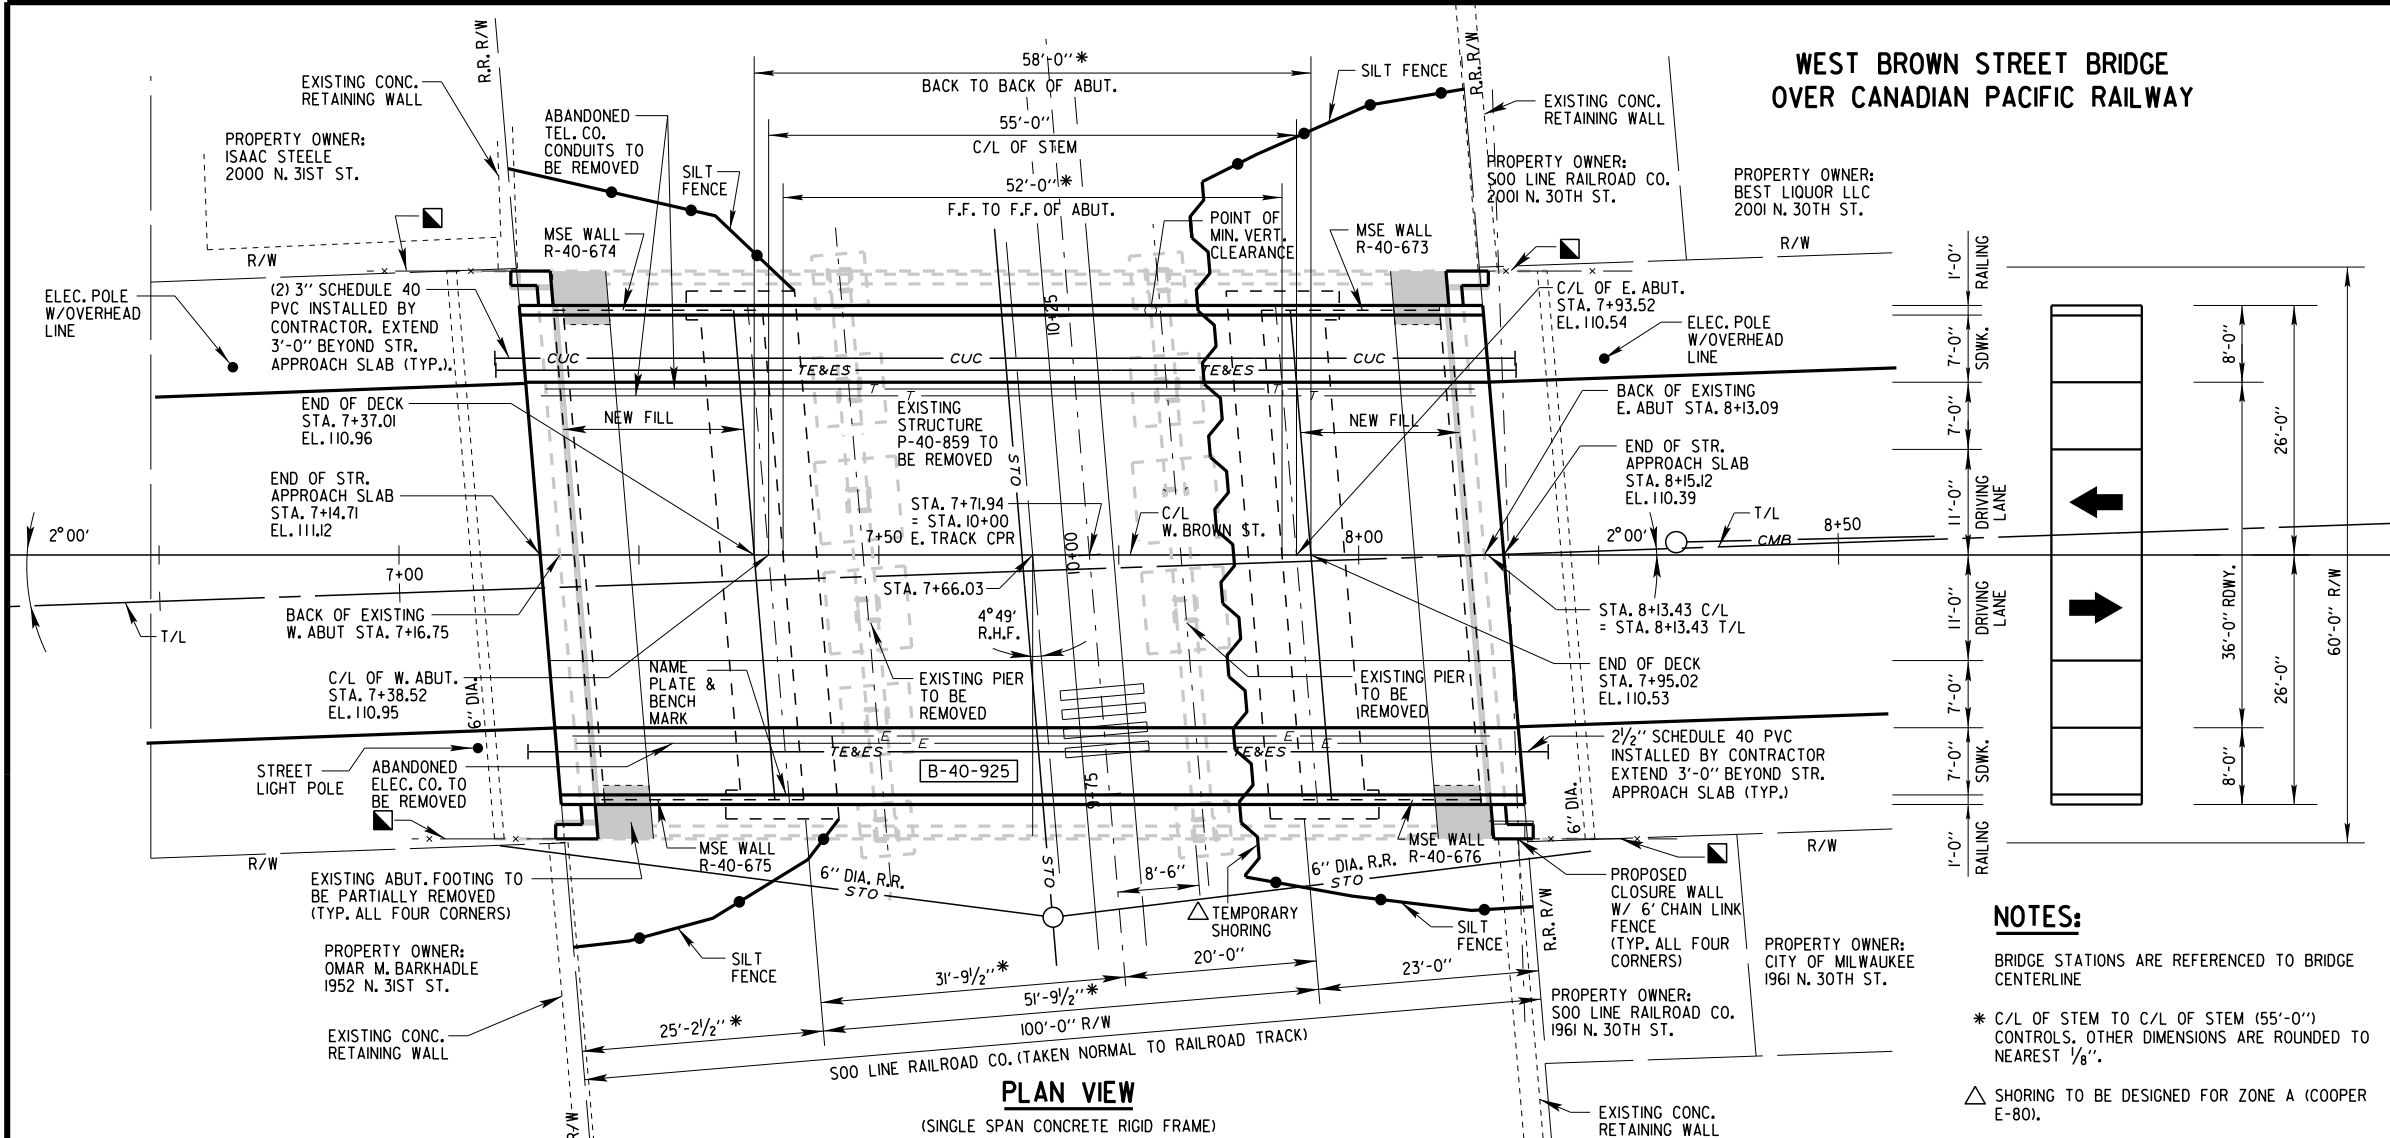 WEST BROWN STREET BRIDGE
OVER CANADIAN PACIFIC RAILWAY
R.R. R/W
EXISTING CONC.
RETAINING WALL
PROPERTY OWNER:
ISAAC STEELE
2000 N. 31ST ST.
ABANDONED
TEL. CO.
CONDUITS TO
BE REMOVED
SILT
FENCE
58'-0'' *
BACK TO BACK OF ABUT.
55'-0''
C/L OF STEM
52'-0'' *
F.F. TO F.F. OF ABUT.
SILT FENCE
R.R. R/W
EXISTING CONC.
RETAINING WALL
PROPERTY OWNER:
SOO LINE RAILROAD CO.
2001 N. 30TH ST.
PROPERTY OWNER:
BEST LIQUOR LLC
2001 N. 30TH ST.
POINT OF
MIN. VERT.
CLEARANCE
MSE WALL
R-40-674
MSE WALL
R-40-673
R/W
R/W
ELEC. POLE
W/OVERHEAD
LINE
(2) 3'' SCHEDULE 40
PVC INSTALLED BY
CONTRACTOR. EXTEND
3'-0'' BEYOND STR.
APPROACH SLAB (TYP.).
C/L OF E. ABUT.
STA. 7+93.52
EL. 110.54
ELEC. POLE
W/OVERHEAD
LINE
10+25
CUC
CUC
CUC
TE&ES
TE&ES
T
T
T
T
END OF DECK
STA. 7+37.01
EL. 110.96
NEW FILL
EXISTING
STRUCTURE
P-40-859 TO
BE REMOVED
STO
NEW FILL
BACK OF EXISTING
E. ABUT STA. 8+13.09
END OF STR.
APPROACH SLAB
STA. 8+15.12
EL. 110.39
END OF STR.
APPROACH SLAB
STA. 7+14.71
EL. 111.12
STA. 7+71.94
= STA. 10+00
E. TRACK CPR
C/L
W. BROWN ST.
T/L
2°00'
7+00
7+50
10+00
8+00
2°00'
CMB
8+50
STA. 7+66.03
4°49'
R.H.F.
BACK OF EXISTING
W. ABUT STA. 7+16.75
T/L
STA. 8+13.43 C/L
= STA. 8+13.43 T/L
C/L OF W. ABUT.
STA. 7+38.52
EL. 110.95
6'' DIA.
NAME
PLATE &
BENCH
MARK
EXISTING PIER
TO BE
REMOVED
EXISTING PIER
TO BE
REMOVED
END OF DECK
STA. 7+95.02
EL. 110.53
E
E
E
E
TE&ES
TE&ES
B-40-925
9+75
STREET
LIGHT POLE
ABANDONED
ELEC. CO. TO
BE REMOVED
2½'' SCHEDULE 40 PVC
INSTALLED BY CONTRACTOR
EXTEND 3'-0'' BEYOND STR.
APPROACH SLAB (TYP.)
6'' DIA.
R/W
MSE WALL
R-40-675
MSE WALL
R-40-676
R/W
EXISTING ABUT. FOOTING TO
BE PARTIALLY REMOVED
(TYP. ALL FOUR CORNERS)
6'' DIA. R.R.
STO
STO
8'-6''
6'' DIA. R.R.
STO
TEMPORARY
SHORING
SILT
FENCE
R.R. R/W
PROPOSED
CLOSURE WALL
W/ 6' CHAIN LINK
FENCE
(TYP. ALL FOUR
CORNERS)
PROPERTY OWNER:
OMAR M. BARKHADLE
1952 N. 31ST ST.
SILT
FENCE
PROPERTY OWNER:
CITY OF MILWAUKEE
1961 N. 30TH ST.
31'-9½'' *
20'-0''
23'-0''
51'-9½'' *
25'-2½'' *
100'-0'' R/W
SOO LINE RAILROAD CO. (TAKEN NORMAL TO RAILROAD TRACK)
PROPERTY OWNER:
SOO LINE RAILROAD CO.
1961 N. 30TH ST.
EXISTING CONC.
RETAINING WALL
R/W
PLAN VIEW
(SINGLE SPAN CONCRETE RIGID FRAME)
EXISTING CONC.
RETAINING WALL
1'-0''
RAILING
7'-0''
SDWK.
7'-0''
11'-0''
DRIVING
LANE
11'-0''
DRIVING
LANE
7'-0''
7'-0''
SDWK.
1'-0''
RAILING
8'-0''
36'-0'' RDWY.
8'-0''
26'-0''
26'-0''
60'-0'' R/W
NOTES:
BRIDGE STATIONS ARE REFERENCED TO BRIDGE
CENTERLINE
* C/L OF STEM TO C/L OF STEM (55'-0'')
CONTROLS. OTHER DIMENSIONS ARE ROUNDED TO
NEAREST ⅛''.
△ SHORING TO BE DESIGNED FOR ZONE A (COOPER
E-80).